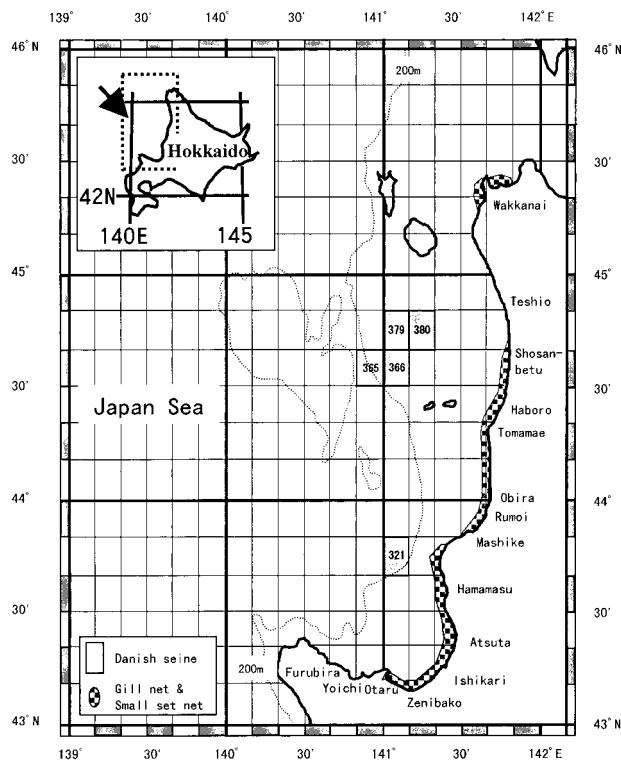 139° 30′ 140° 30′ 141° 30′ 142° E
46° N
46° N
200m
Hokkaido
42N
140E 145
30′
30′
Wakkanai
45°
45°
Teshio
379 380
Shosan-
betu
365 366
30′
30′
Japan Sea
Haboro
Tomamae
44°
44°
Obira
Rumoi
Mashike
321
Hamamasu
30′
30′
Atsuta
Danish seine
Gill net &
Small set net
200m
Furubira
Yoichi
Otaru
Ishikari
Zenibako
43° N
43° N
139° 30′ 140° 30′ 141° 30′ 142° E